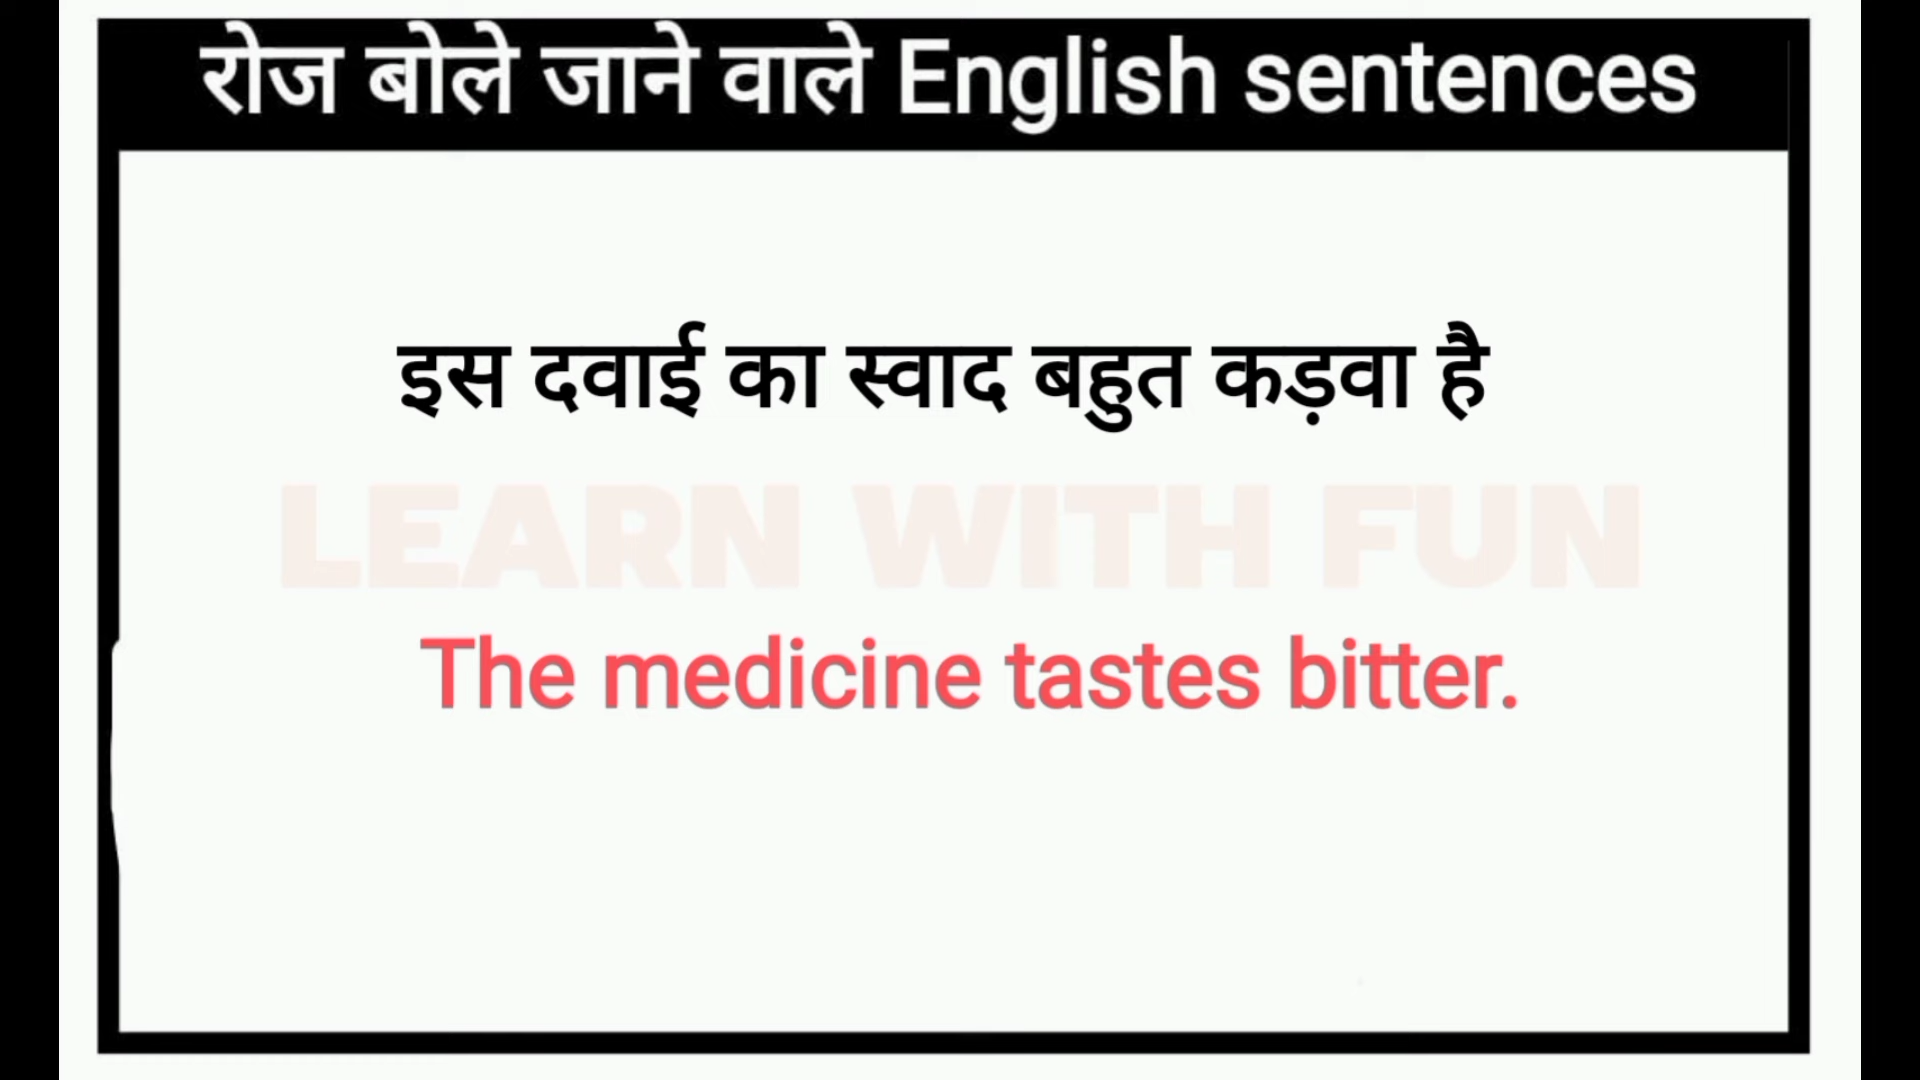 रोज बोले जाने वाले English sentences
इस दवाई का स्वाद बहुत कड़वा है
LEARN WITH FUN
The medicine tastes bitter.